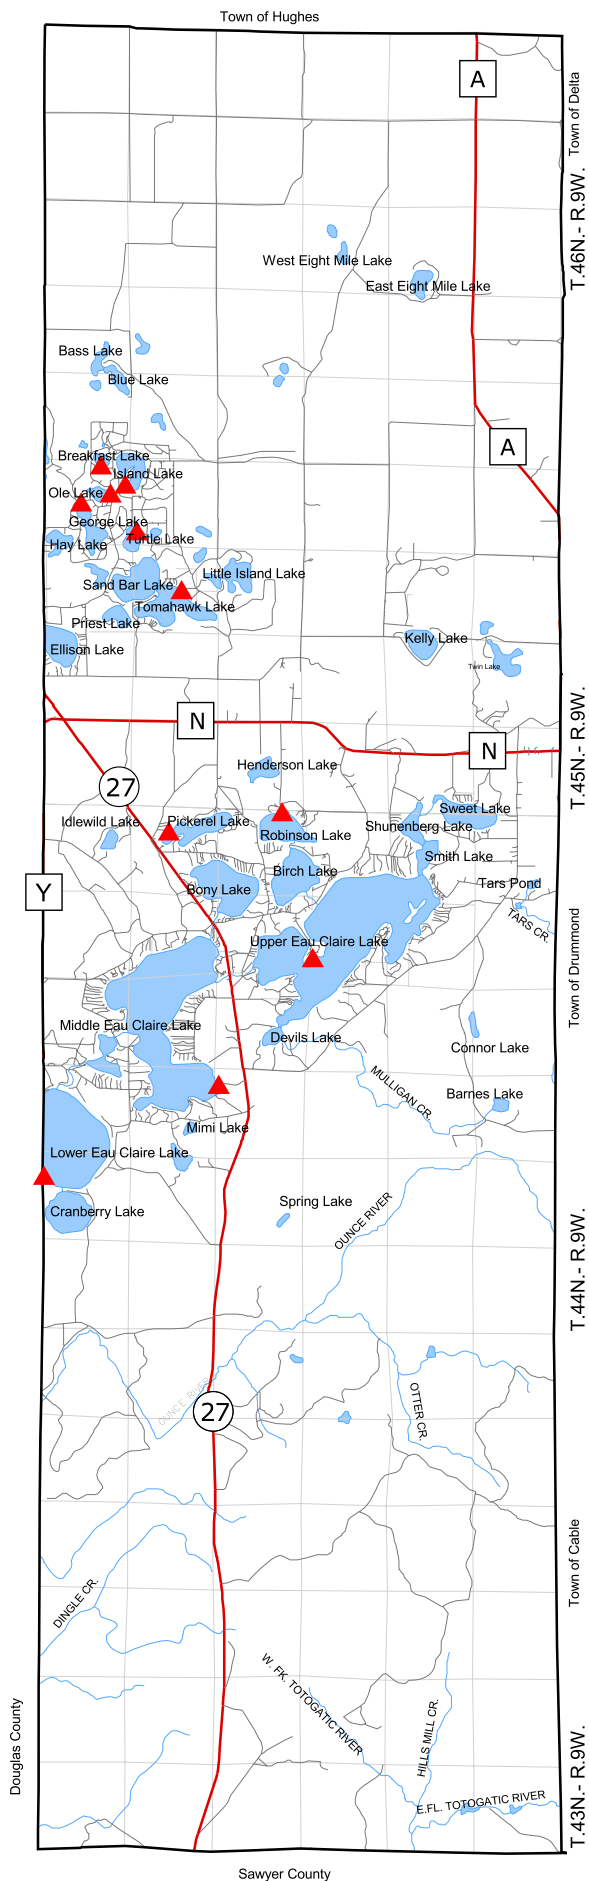 Town of Hughes
A
Town of Delta
T.46N.- R.9W.
West Eight Mile Lake
East Eight Mile Lake
Bass Lake
Blue Lake
A
Breakfast Lake
Island Lake
Ole Lake
George Lake
Turtle Lake
Hay Lake
Little Island Lake
Sand Bar Lake
Tomahawk Lake
Priest Lake
Kelly Lake
Ellison Lake
Twin Lake
T.45N.- R.9W.
N
N
Henderson Lake
27
Sweet Lake
Idlewild Lake
Pickerel Lake
Shunenberg Lake
Robinson Lake
Smith Lake
Birch Lake
Tars Pond
Y
Bony Lake
TARS CR.
Upper Eau Claire Lake
Town of Drummond
Middle Eau Claire Lake
Devils Lake
Connor Lake
MULLIGAN CR.
Barnes Lake
Mimi Lake
Lower Eau Claire Lake
Spring Lake
Cranberry Lake
OUNCE RIVER
T.44N.- R.9W.
OUNCE RIVER
27
OTTER CR.
Town of Cable
DINGLE CR.
W. FK. TOTOGATIC RIVER
HILLS MILL CR.
Douglas County
T.43N.- R.9W.
E.FL. TOTOGATIC RIVER
Sawyer County